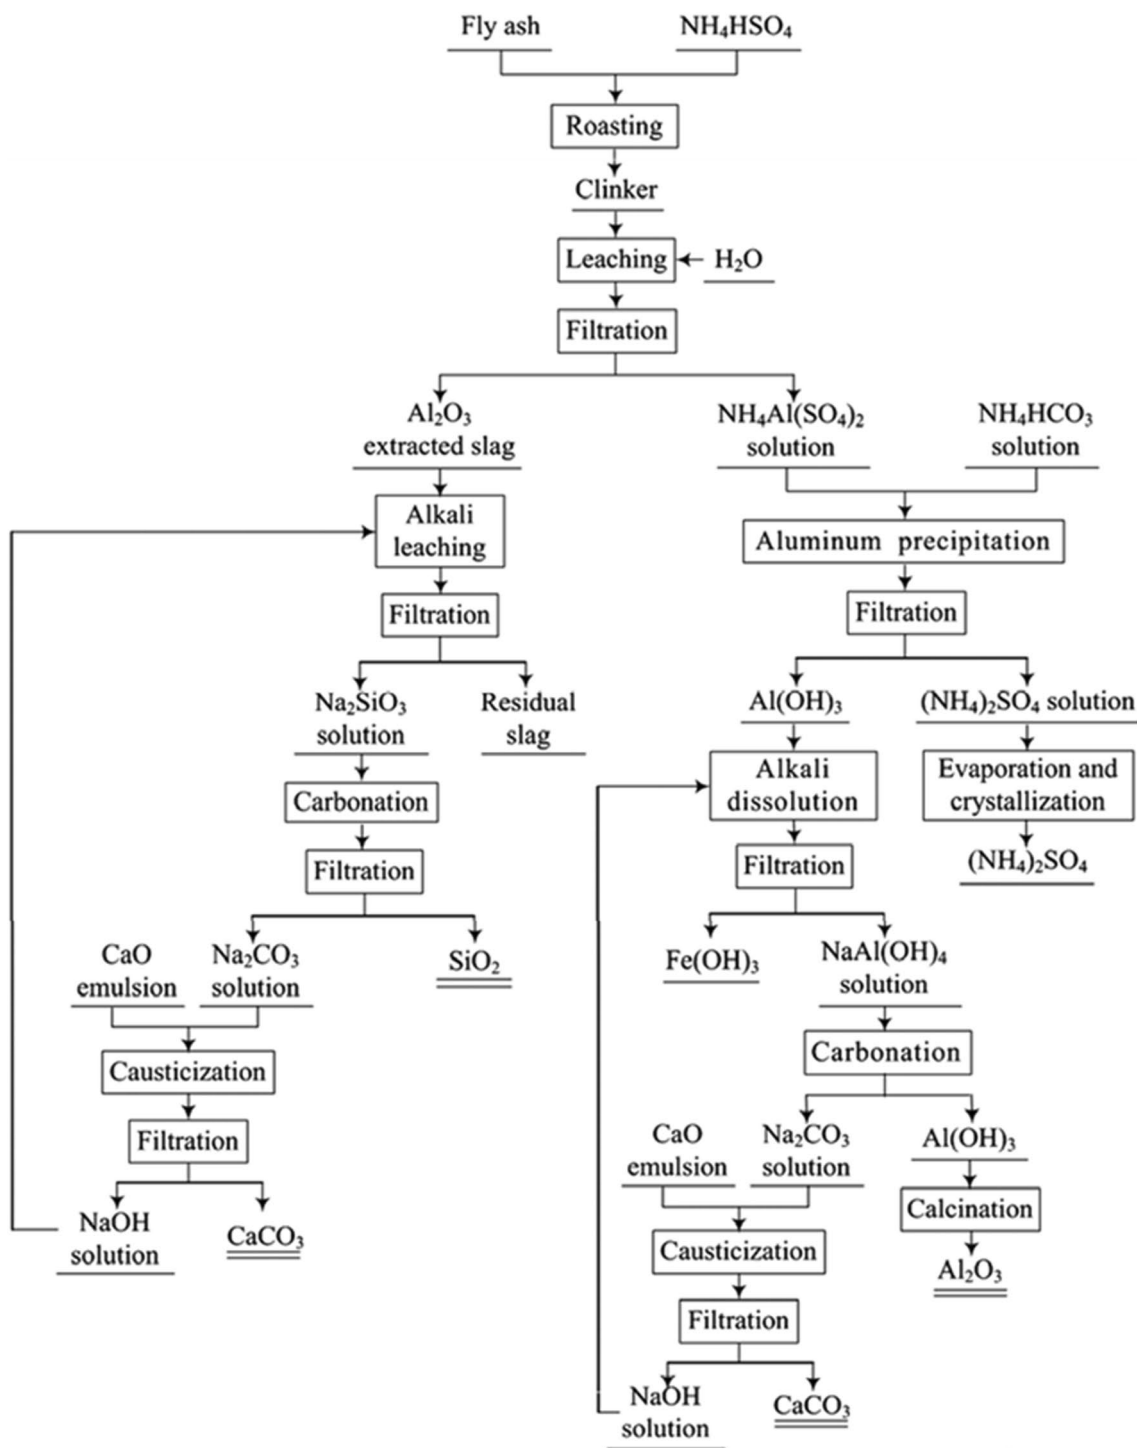 Fly ash
NH₄HSO₄
Roasting
Clinker
Leaching
H₂O
Filtration
Al₂O₃
extracted slag
NH₄Al(SO₄)₂
solution
NH₄HCO₃
solution
Alkali
leaching
Aluminum precipitation
Filtration
Filtration
Na₂SiO₃
solution
Residual
slag
Al(OH)₃
(NH₄)₂SO₄ solution
Carbonation
Alkali
dissolution
Evaporation and
crystallization
Filtration
Filtration
(NH₄)₂SO₄
CaO
emulsion
Na₂CO₃
solution
SiO₂
Fe(OH)₃
NaAl(OH)₄
solution
Causticization
Carbonation
Filtration
CaO
emulsion
Na₂CO₃
solution
Al(OH)₃
NaOH
solution
CaCO₃
Causticization
Calcination
Al₂O₃
Filtration
NaOH
solution
CaCO₃